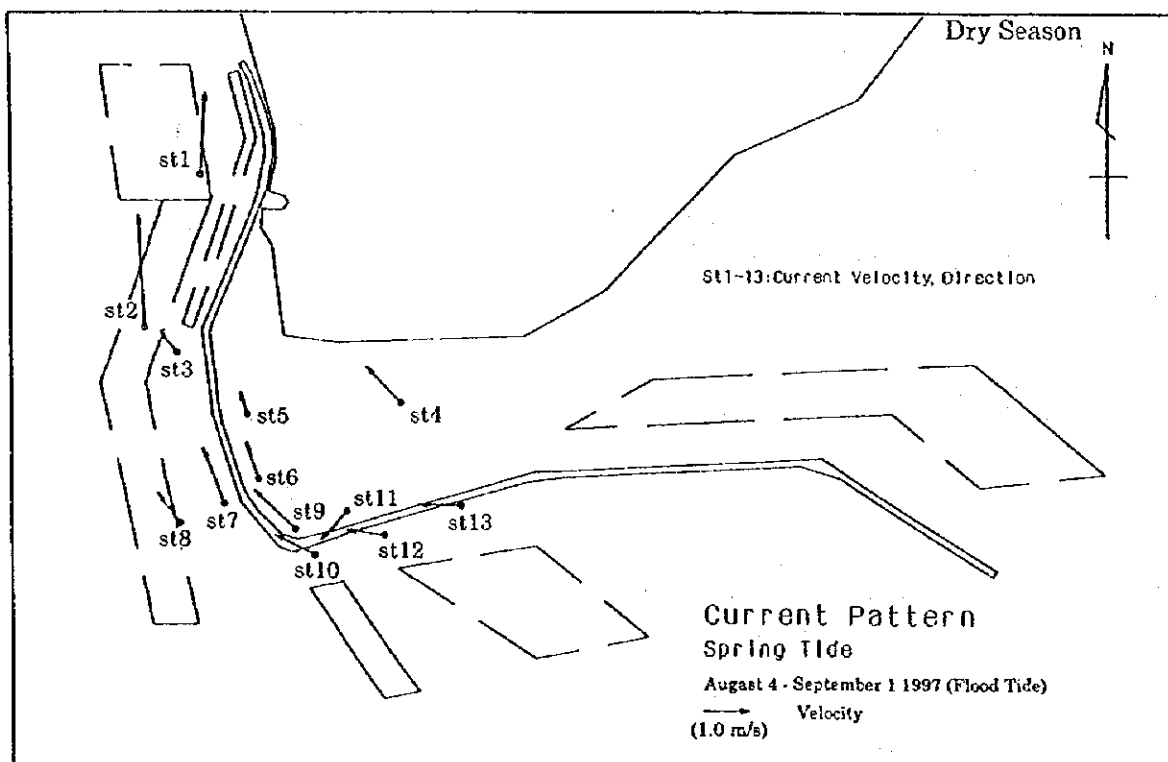 Dry Season
N
st1
St1~13:Current Velocity, Direction
st2
st3
st4
st5
st6
st7
st8
st9
st11
st13
st12
st10
Current Pattern
Spring Tide
Augast 4 - September 1 1997 (Flood Tide)
Velocity
(1.0 m/s)